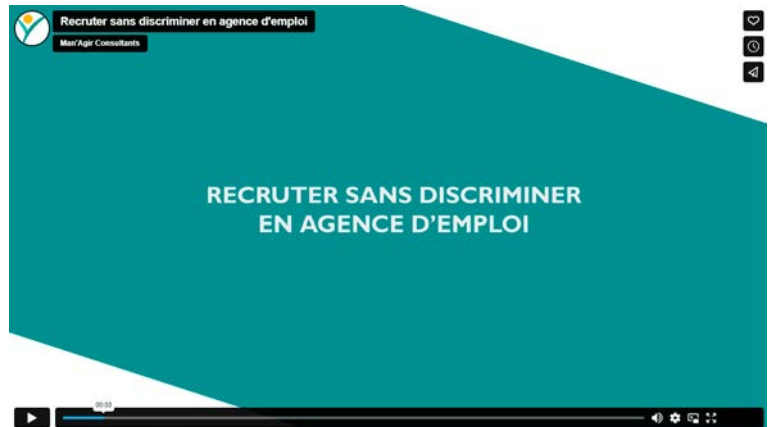 Recruter sans discriminer en agence d'emploi
Man'Agir Consultants
RECRUTER SANS DISCRIMINER
EN AGENCE D'EMPLOI
00:03